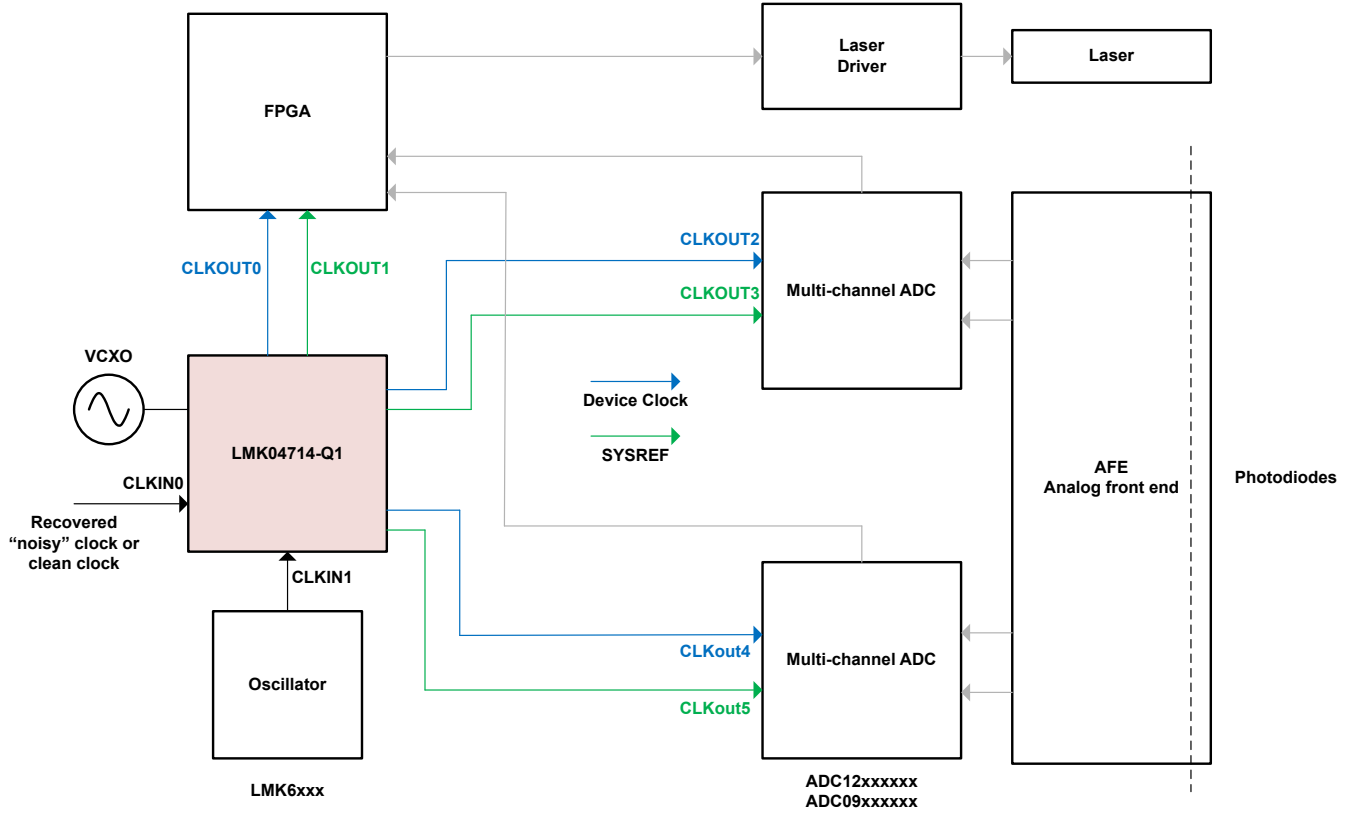 Laser
Driver
Laser
FPGA
CLKOUT0
CLKOUT1
CLKOUT2
CLKOUT3
Multi-channel ADC
VCXO
LMK04714-Q1
Device Clock
SYSREF
CLKIN0
Recovered
“noisy” clock or
clean clock
CLKIN1
AFE
Analog front end
Photodiodes
Oscillator
CLKout4
CLKout5
Multi-channel ADC
LMK6xxx
ADC12xxxxxx
ADC09xxxxxx